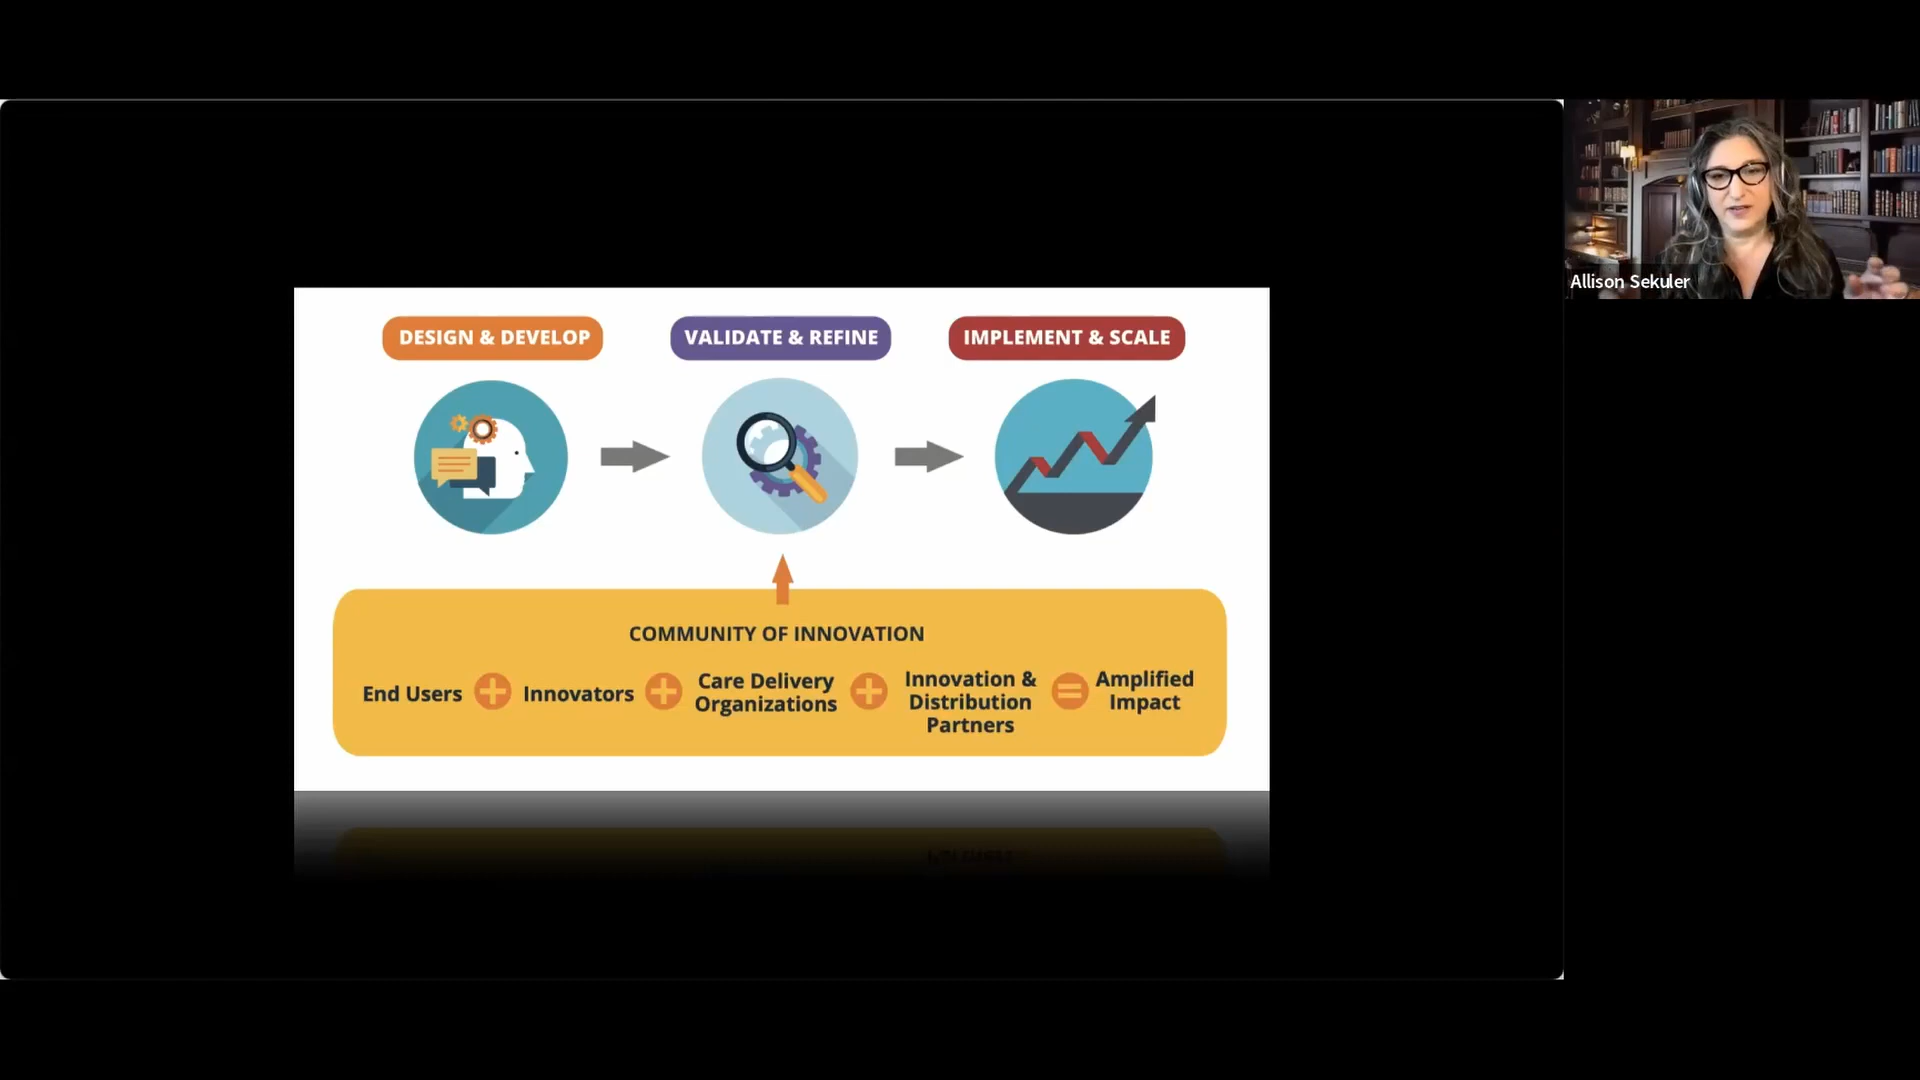 DESIGN & DEVELOP
VALIDATE & REFINE
IMPLEMENT & SCALE
COMMUNITY OF INNOVATION
End Users
Innovators
Care Delivery
Organizations
Innovation &
Distribution
Partners
Amplified
Impact
Allison Sekuler